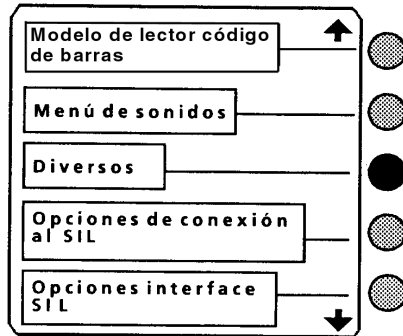 Modelo de lector código
de barras
Menú de sonidos
Diversos
Opciones de conexión
al SIL
Opciones interface
SIL